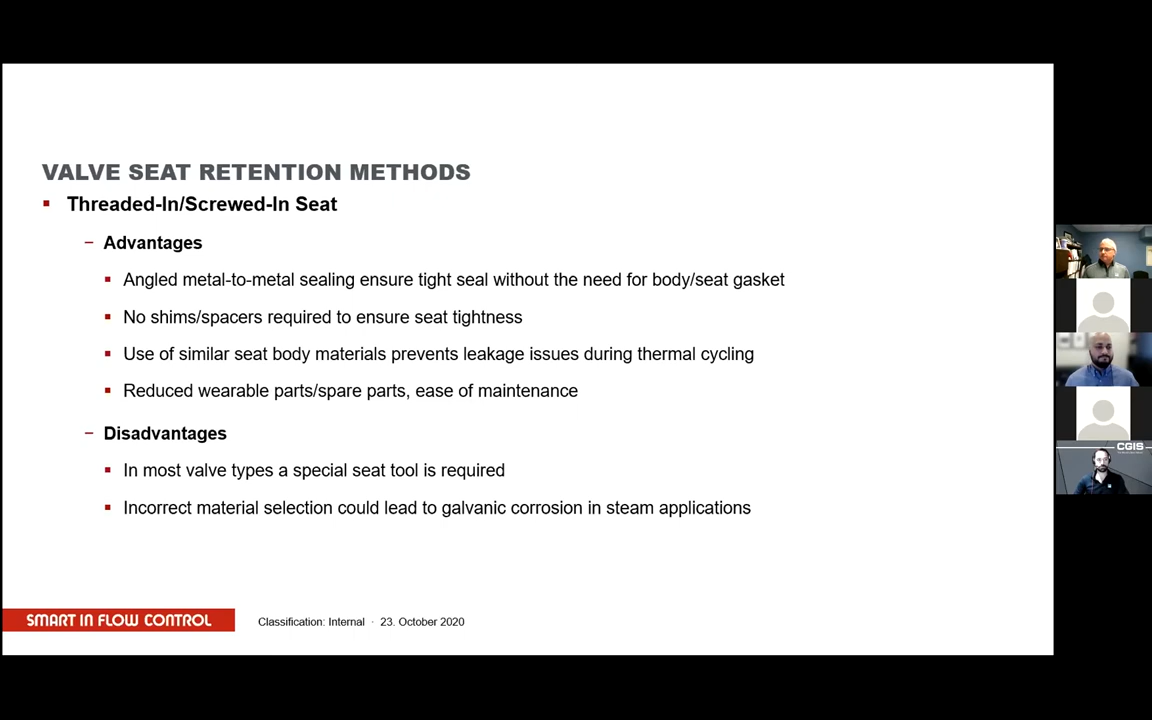 VALVE SEAT RETENTION METHODS
Threaded-In/Screwed-In Seat
Advantages
Angled metal-to-metal sealing ensure tight seal without the need for body/seat gasket
No shims/spacers required to ensure seat tightness
Use of similar seat body materials prevents leakage issues during thermal cycling
Reduced wearable parts/spare parts, ease of maintenance
Disadvantages
In most valve types a special seat tool is required
Incorrect material selection could lead to galvanic corrosion in steam applications
SMART IN FLOW CONTROL
Classification: Internal · 23. October 2020
CGIS